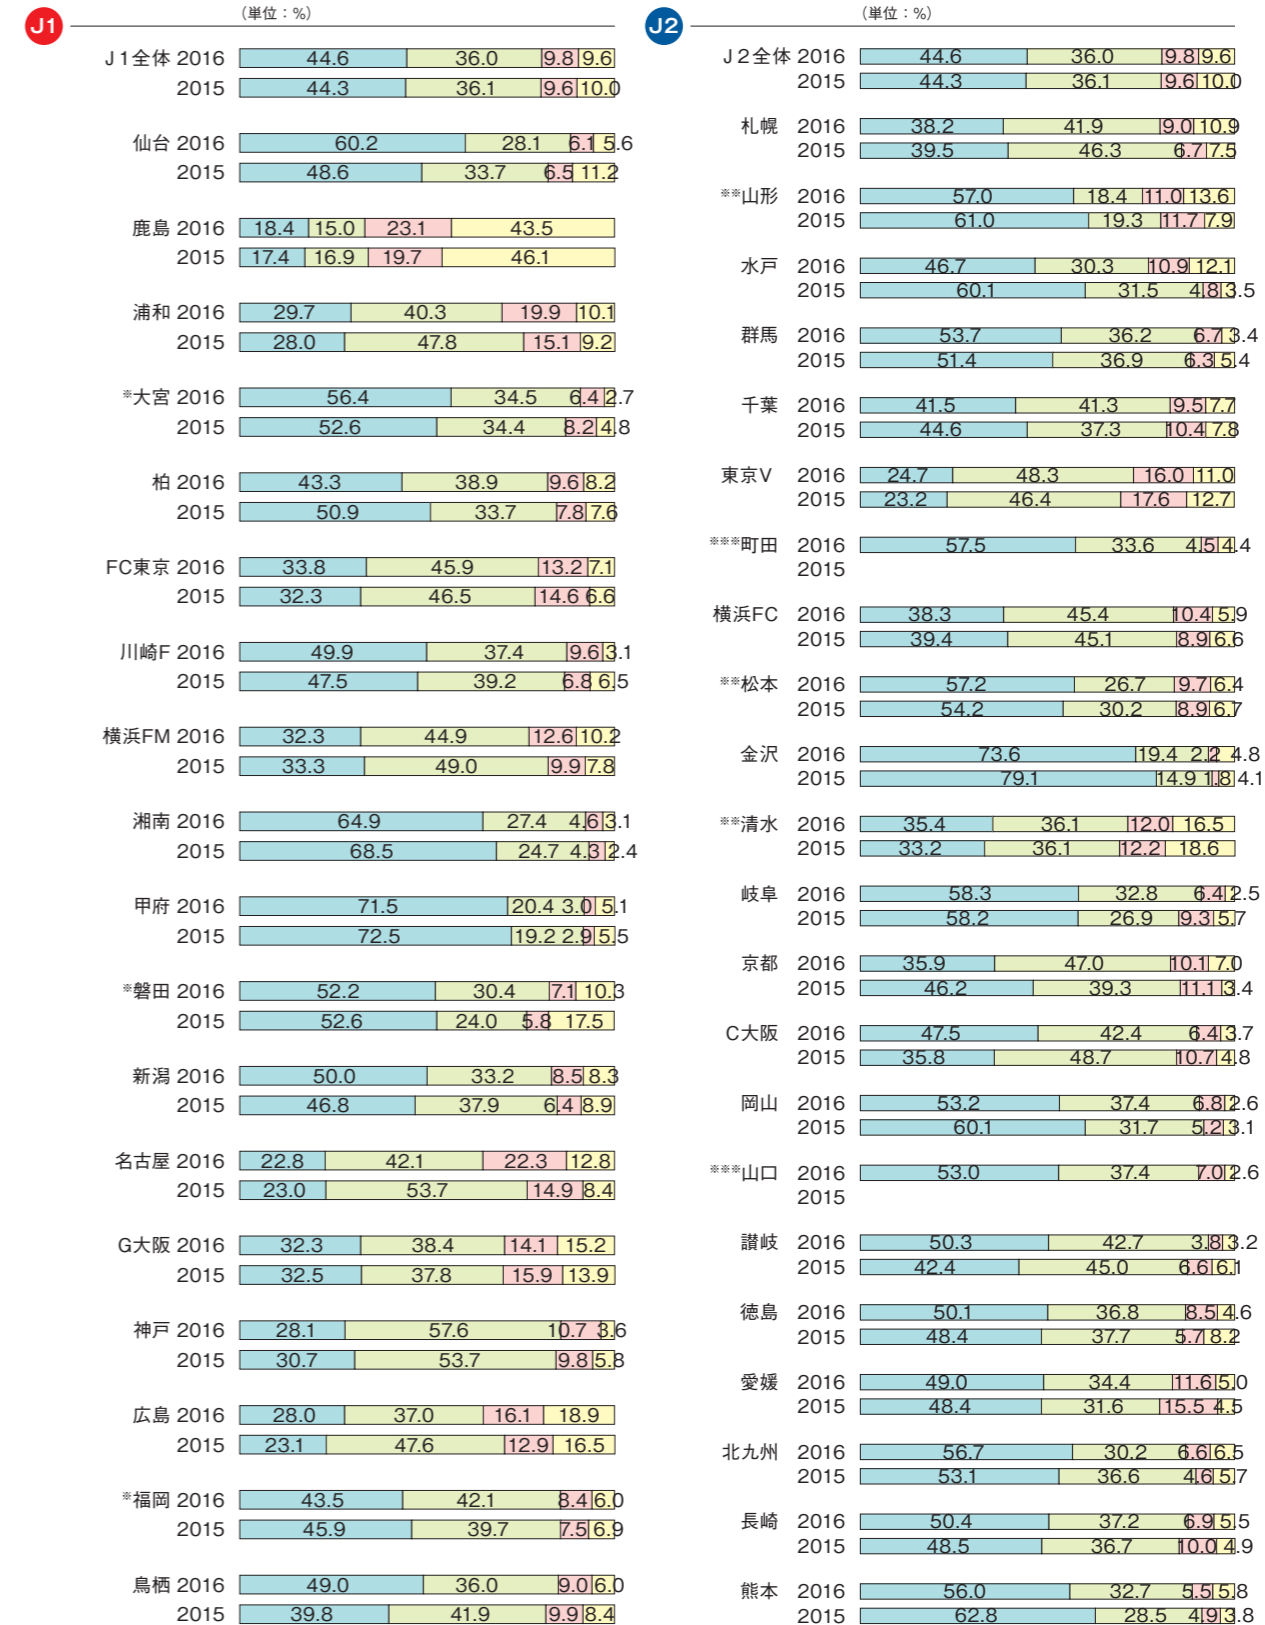 J1
（単位：%）
J1全体 2016 44.6 36.0 9.8 9.6
2015 44.3 36.1 9.6 10.0
仙台 2016 60.2 28.1 6.1 5.6
2015 48.6 33.7 6.5 11.2
鹿島 2016 18.4 15.0 23.1 43.5
2015 17.4 16.9 19.7 46.1
浦和 2016 29.7 40.3 19.9 10.1
2015 28.0 47.8 15.1 9.2
※大宮 2016 56.4 34.5 6.4 2.7
2015 52.6 34.4 8.2 4.8
柏 2016 43.3 38.9 9.6 8.2
2015 50.9 33.7 7.8 7.6
FC東京 2016 33.8 45.9 13.2 7.1
2015 32.3 46.5 14.6 6.6
川崎F 2016 49.9 37.4 9.6 3.1
2015 47.5 39.2 6.8 6.5
横浜FM 2016 32.3 44.9 12.6 10.2
2015 33.3 49.0 9.9 7.8
湘南 2016 64.9 27.4 4.6 3.1
2015 68.5 24.7 4.3 2.4
甲府 2016 71.5 20.4 3.0 5.1
2015 72.5 19.2 2.9 5.5
※磐田 2016 52.2 30.4 7.1 10.3
2015 52.6 24.0 5.8 17.5
新潟 2016 50.0 33.2 8.5 8.3
2015 46.8 37.9 6.4 8.9
名古屋 2016 22.8 42.1 22.3 12.8
2015 23.0 53.7 14.9 8.4
G大阪 2016 32.3 38.4 14.1 15.2
2015 32.5 37.8 15.9 13.9
神戸 2016 28.1 57.6 10.7 3.6
2015 30.7 53.7 9.8 5.8
広島 2016 28.0 37.0 16.1 18.9
2015 23.1 47.6 12.9 16.5
※福岡 2016 43.5 42.1 8.4 6.0
2015 45.9 39.7 7.5 6.9
鳥栖 2016 49.0 36.0 9.0 6.0
2015 39.8 41.9 9.9 8.4
J2
（単位：%）
J2全体 2016 44.6 36.0 9.8 9.6
2015 44.3 36.1 9.6 10.0
札幌 2016 38.2 41.9 9.0 10.9
2015 39.5 46.3 6.7 7.5
※※山形 2016 57.0 18.4 11.0 13.6
2015 61.0 19.3 11.7 7.9
水戸 2016 46.7 30.3 10.9 12.1
2015 60.1 31.5 4.8 3.5
群馬 2016 53.7 36.2 6.7 3.4
2015 51.4 36.9 6.3 5.4
千葉 2016 41.5 41.3 9.5 7.7
2015 44.6 37.3 10.4 7.8
東京V 2016 24.7 48.3 16.0 11.0
2015 23.2 46.4 17.6 12.7
※※※町田 2016 57.5 33.6 4.5 4.4
2015
横浜FC 2016 38.3 45.4 10.4 5.9
2015 39.4 45.1 8.9 6.6
※※松本 2016 57.2 26.7 9.7 6.4
2015 54.2 30.2 8.9 6.7
金沢 2016 73.6 19.4 2.2 4.8
2015 79.1 14.9 1.8 4.1
※※清水 2016 35.4 36.1 12.0 16.5
2015 33.2 36.1 12.2 18.6
岐阜 2016 58.3 32.8 6.4 2.5
2015 58.2 26.9 9.3 5.7
京都 2016 35.9 47.0 10.1 7.0
2015 46.2 39.3 11.1 3.4
C大阪 2016 47.5 42.4 6.4 3.7
2015 35.8 48.7 10.7 4.8
岡山 2016 53.2 37.4 6.8 2.6
2015 60.1 31.7 5.2 3.1
※※※山口 2016 53.0 37.4 7.0 2.6
2015
讃岐 2016 50.3 42.7 3.8 3.2
2015 42.4 45.0 6.6 6.1
徳島 2016 50.1 36.8 8.5 4.6
2015 48.4 37.7 5.7 8.2
愛媛 2016 49.0 34.4 11.6 5.0
2015 48.4 31.6 15.5 4.5
北九州 2016 56.7 30.2 6.6 6.5
2015 53.1 36.6 4.6 5.7
長崎 2016 50.4 37.2 6.9 5.5
2015 48.5 36.7 10.0 4.9
熊本 2016 56.0 32.7 5.5 5.8
2015 62.8 28.5 4.9 3.8